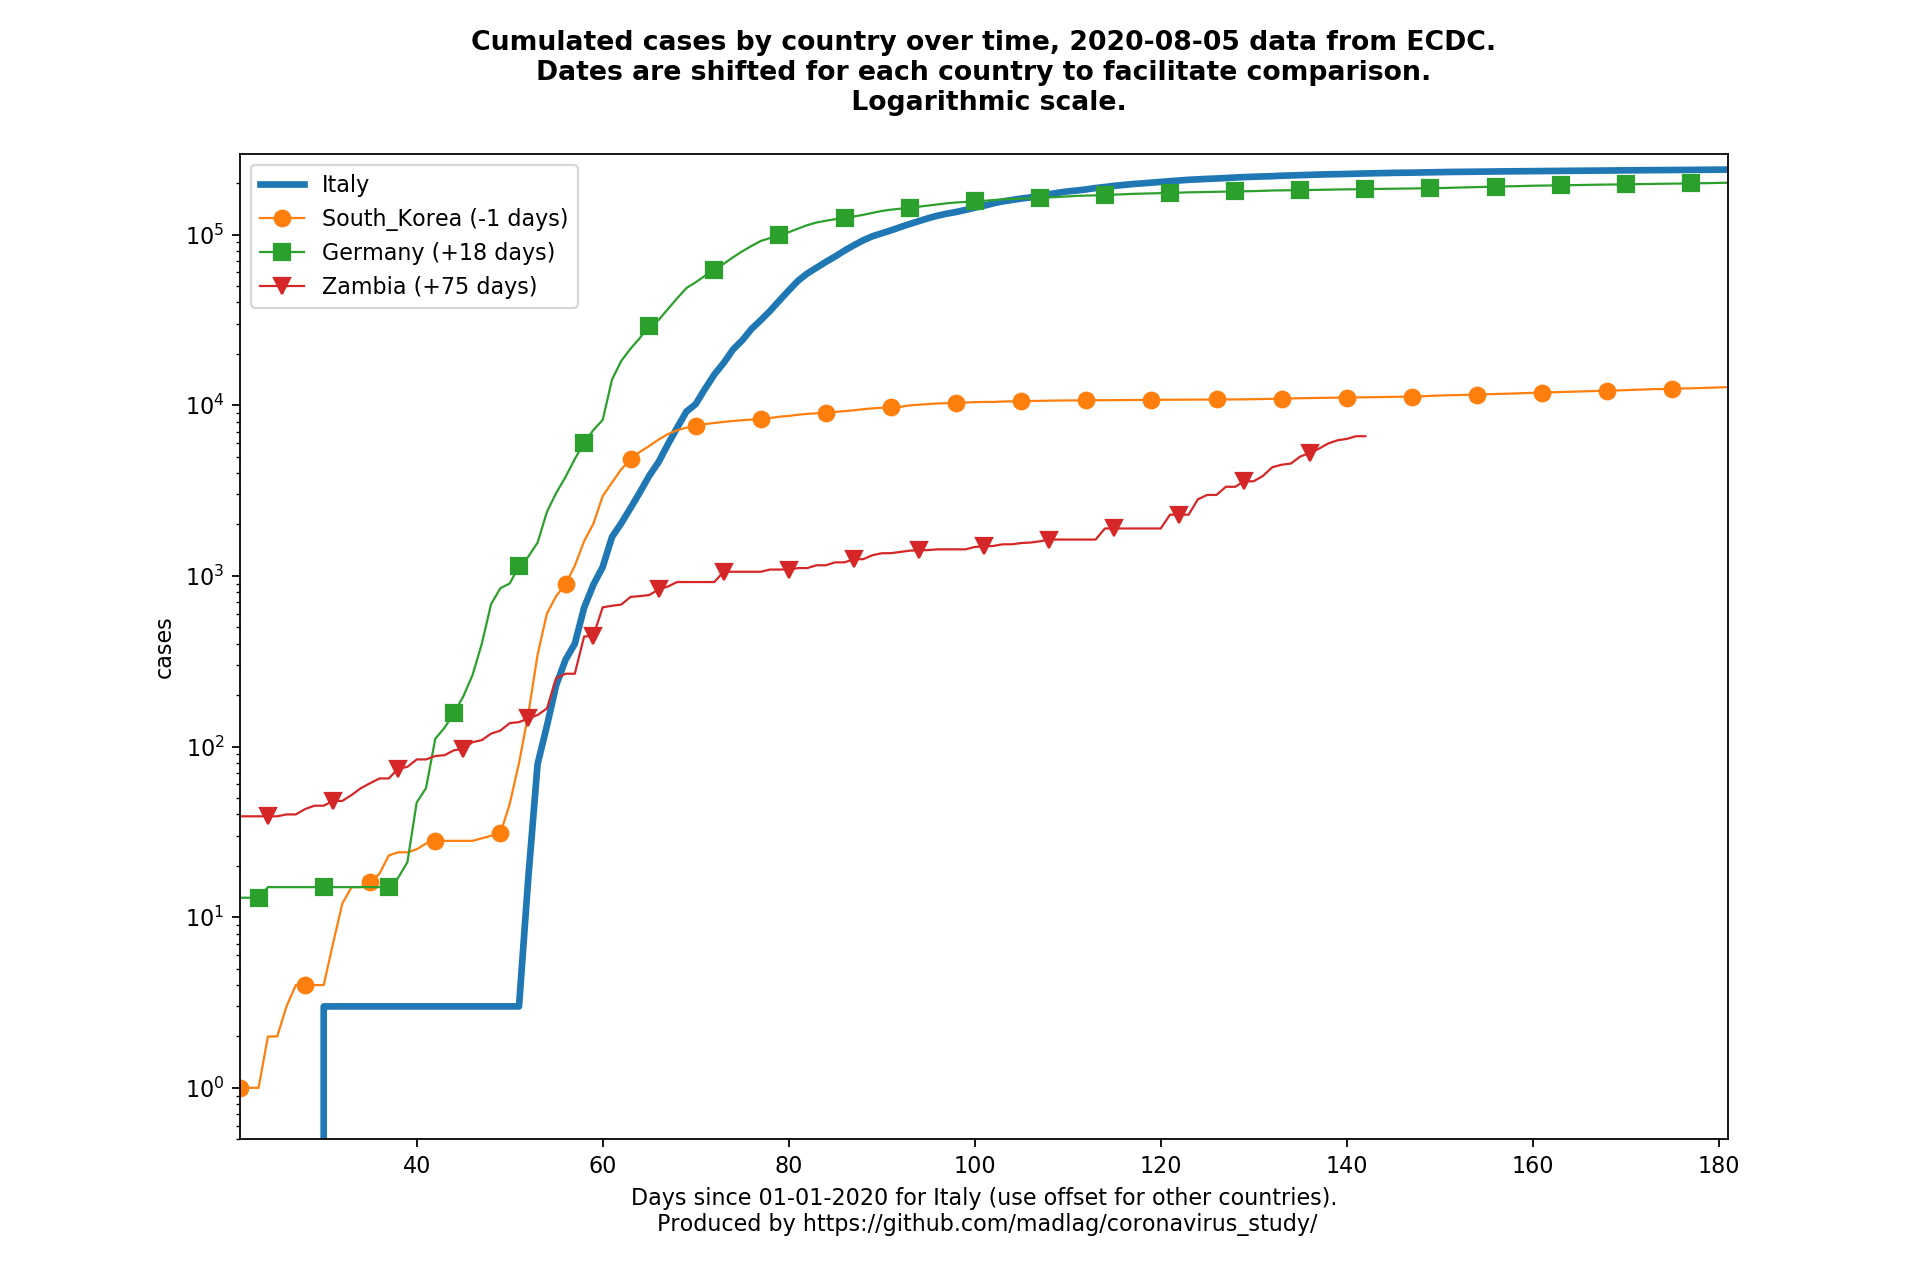 Cumulated cases by country over time, 2020-08-05 data from ECDC.
Dates are shifted for each country to facilitate comparison.
Logarithmic scale.
Italy
South_Korea (-1 days)
Germany (+18 days)
Zambia (+75 days)
10^5
10^4
10^3
10^2
10^1
10^0
cases
40 60 80 100 120 140 160 180
Days since 01-01-2020 for Italy (use offset for other countries).
Produced by https://github.com/madlag/coronavirus_study/